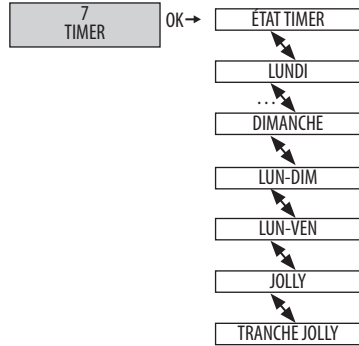 7
TIMER
OK
ÉTAT TIMER
LUNDI
...
DIMANCHE
LUN-DIM
LUN-VEN
JOLLY
TRANCHE JOLLY